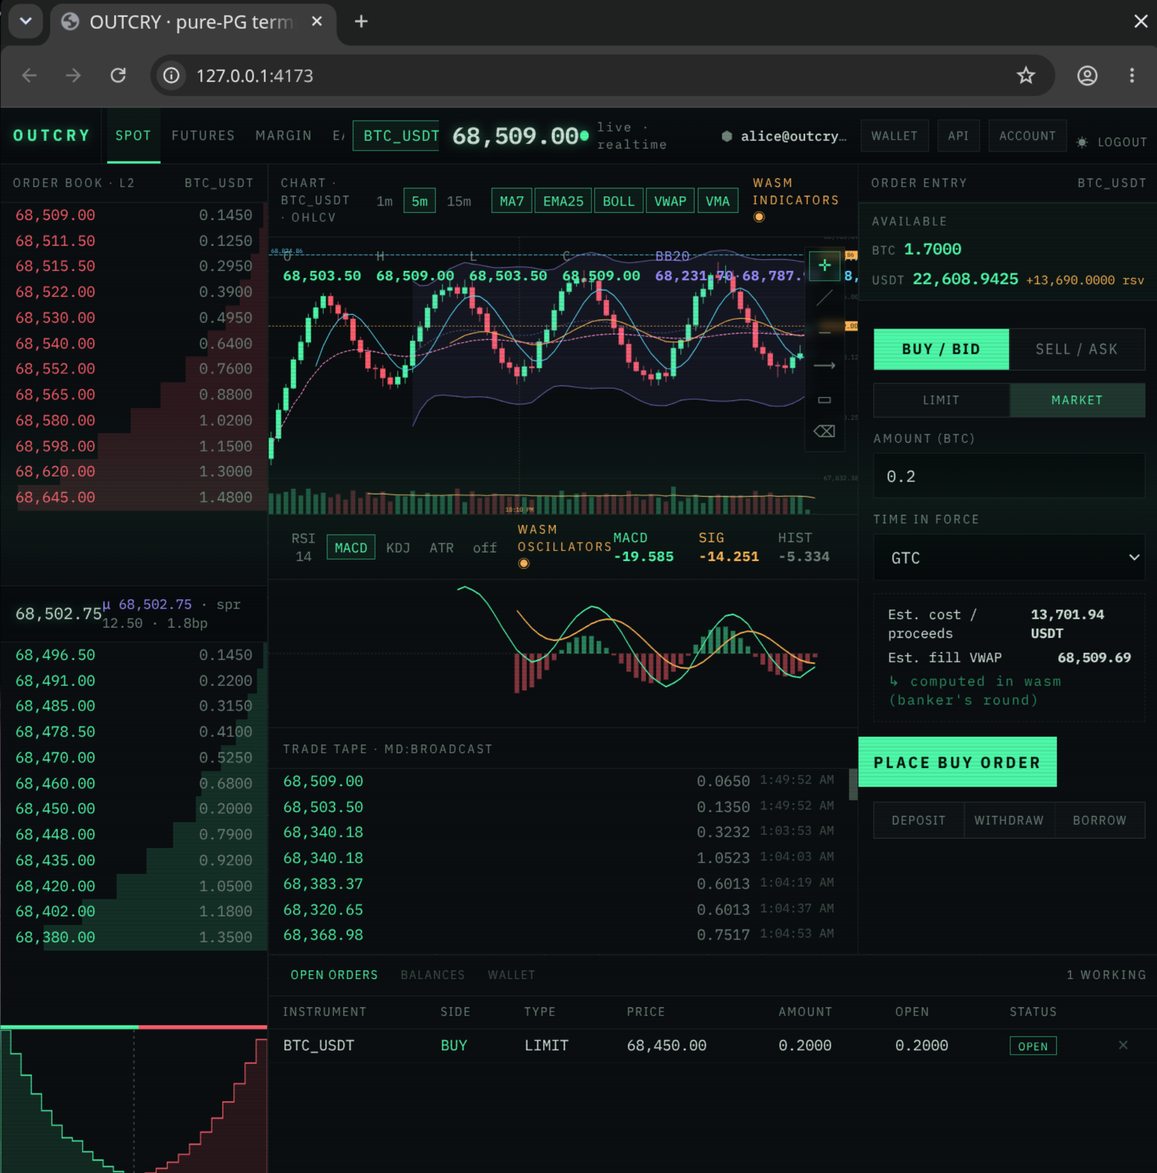 OUTCRY · pure-PG term
127.0.0.1:4173
OUTCRY SPOT FUTURES MARGIN BTC_USDT 68,509.00 live · realtime alice@outcry… WALLET API ACCOUNT LOGOUT
ORDER BOOK · L2 BTC_USDT
68,509.00 0.1450
68,511.50 0.1250
68,515.50 0.2950
68,522.00 0.3900
68,530.00 0.4950
68,540.00 0.6400
68,552.00 0.7600
68,565.00 0.8800
68,580.00 1.0200
68,598.00 1.1500
68,620.00 1.3000
68,645.00 1.4800
68,502.75 μ 68,502.75 · spr
12.50 · 1.8bp
68,496.50 0.1450
68,491.00 0.2200
68,485.00 0.3150
68,478.50 0.4100
68,470.00 0.5250
68,460.00 0.6800
68,450.00 0.2000
68,448.00 0.7900
68,435.00 0.9200
68,420.00 1.0500
68,402.00 1.1800
68,380.00 1.3500
CHART ·
BTC_USDT
· OHLCV
1m 5m 15m MA7 EMA25 BOLL VWAP VMA
WASM
INDICATORS
O H L C BB20
68,503.50 68,509.00 68,503.50 68,509.00 68,231.70 68,787.
10:10 PM
RSI
14
MACD KDJ ATR off
WASM
OSCILLATORS
MACD SIG HIST
-19.585 -14.251 -5.334
TRADE TAPE · MD:BROADCAST
68,509.00 0.0650 1:49:52 AM
68,503.50 0.1350 1:49:52 AM
68,340.18 0.3232 1:03:53 AM
68,340.18 1.0523 1:04:03 AM
68,383.37 0.6013 1:04:19 AM
68,320.65 0.6013 1:04:37 AM
68,368.98 0.7517 1:04:53 AM
ORDER ENTRY BTC_USDT
AVAILABLE
BTC 1.7000
USDT 22,608.9425 +13,690.0000 rsv
BUY / BID SELL / ASK
LIMIT MARKET
AMOUNT (BTC)
0.2
TIME IN FORCE
GTC
Est. cost / 13,701.94
proceeds USDT
Est. fill VWAP 68,509.69
↳ computed in wasm
(banker's round)
PLACE BUY ORDER
DEPOSIT WITHDRAW BORROW
OPEN ORDERS BALANCES WALLET 1 WORKING
INSTRUMENT SIDE TYPE PRICE AMOUNT OPEN STATUS
BTC_USDT BUY LIMIT 68,450.00 0.2000 0.2000 OPEN ×